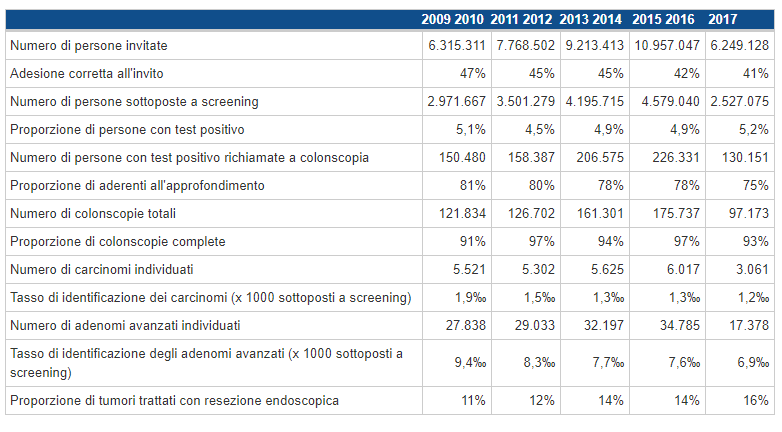 2009 2010 2011 2012 2013 2014 2015 2016 2017
Numero di persone invitate 6.315.311 7.768.502 9.213.413 10.957.047 6.249.128
Adesione corretta all'invito 47% 45% 45% 42% 41%
Numero di persone sottoposte a screening 2.971.667 3.501.279 4.195.715 4.579.040 2.527.075
Proporzione di persone con test positivo 5,1% 4,5% 4,9% 4,9% 5,2%
Numero di persone con test positivo richiamate a colonscopia 150.480 158.387 206.575 226.331 130.151
Proporzione di aderenti all'approfondimento 81% 80% 78% 78% 75%
Numero di colonscopie totali 121.834 126.702 161.301 175.737 97.173
Proporzione di colonscopie complete 91% 97% 94% 97% 93%
Numero di carcinomi individuati 5.521 5.302 5.625 6.017 3.061
Tasso di identificazione dei carcinomi (x 1000 sottoposti a screening) 1,9‰ 1,5‰ 1,3‰ 1,3‰ 1,2‰
Numero di adenomi avanzati individuati 27.838 29.033 32.197 34.785 17.378
Tasso di identificazione degli adenomi avanzati (x 1000 sottoposti a
screening) 9,4‰ 8,3‰ 7,7‰ 7,6‰ 6,9‰
Proporzione di tumori trattati con resezione endoscopica 11% 12% 14% 14% 16%